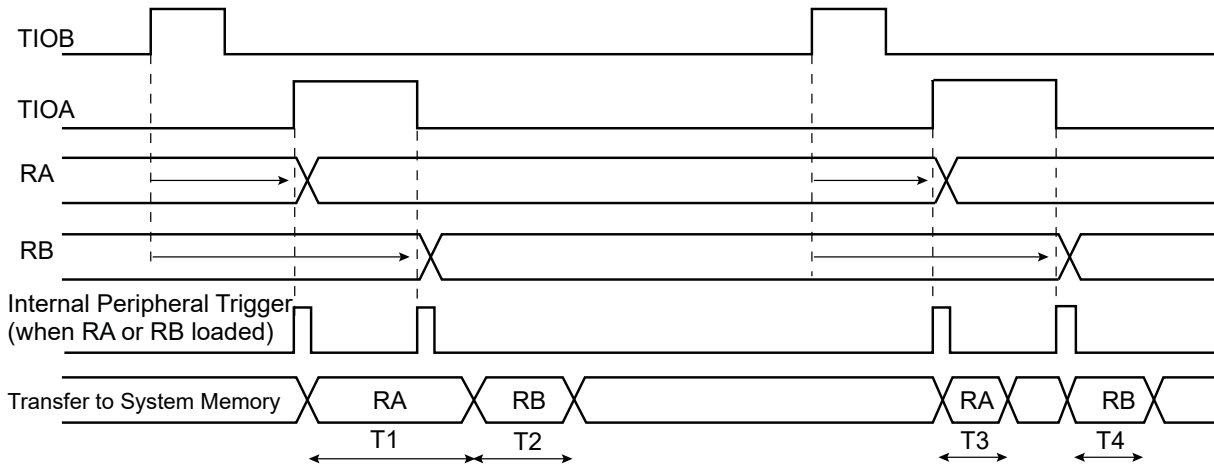 TIOB
TIOA
RA
RB
Internal Peripheral Trigger
(when RA or RB loaded)
Transfer to System Memory RA RB RA RB
T1 T2 T3 T4